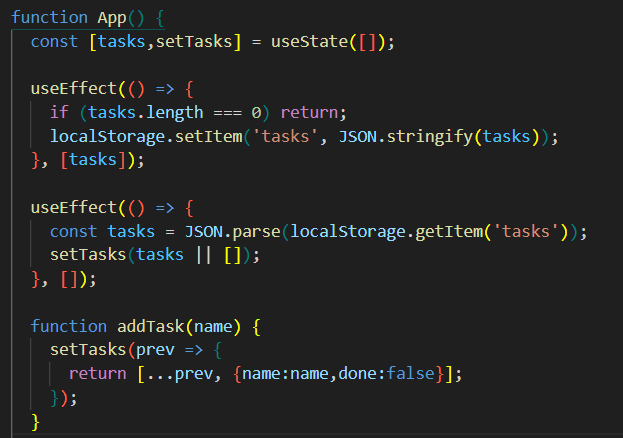 function App() {
const [tasks,setTasks] = useState([]);
useEffect(() => {
if (tasks.length === 0) return;
localStorage.setItem('tasks', JSON.stringify(tasks));
}, [tasks]);
useEffect(() => {
const tasks = JSON.parse(localStorage.getItem('tasks'));
setTasks(tasks || []);
}, []);
function addTask(name) {
setTasks(prev => {
return [...prev, {name:name,done:false}];
});
}